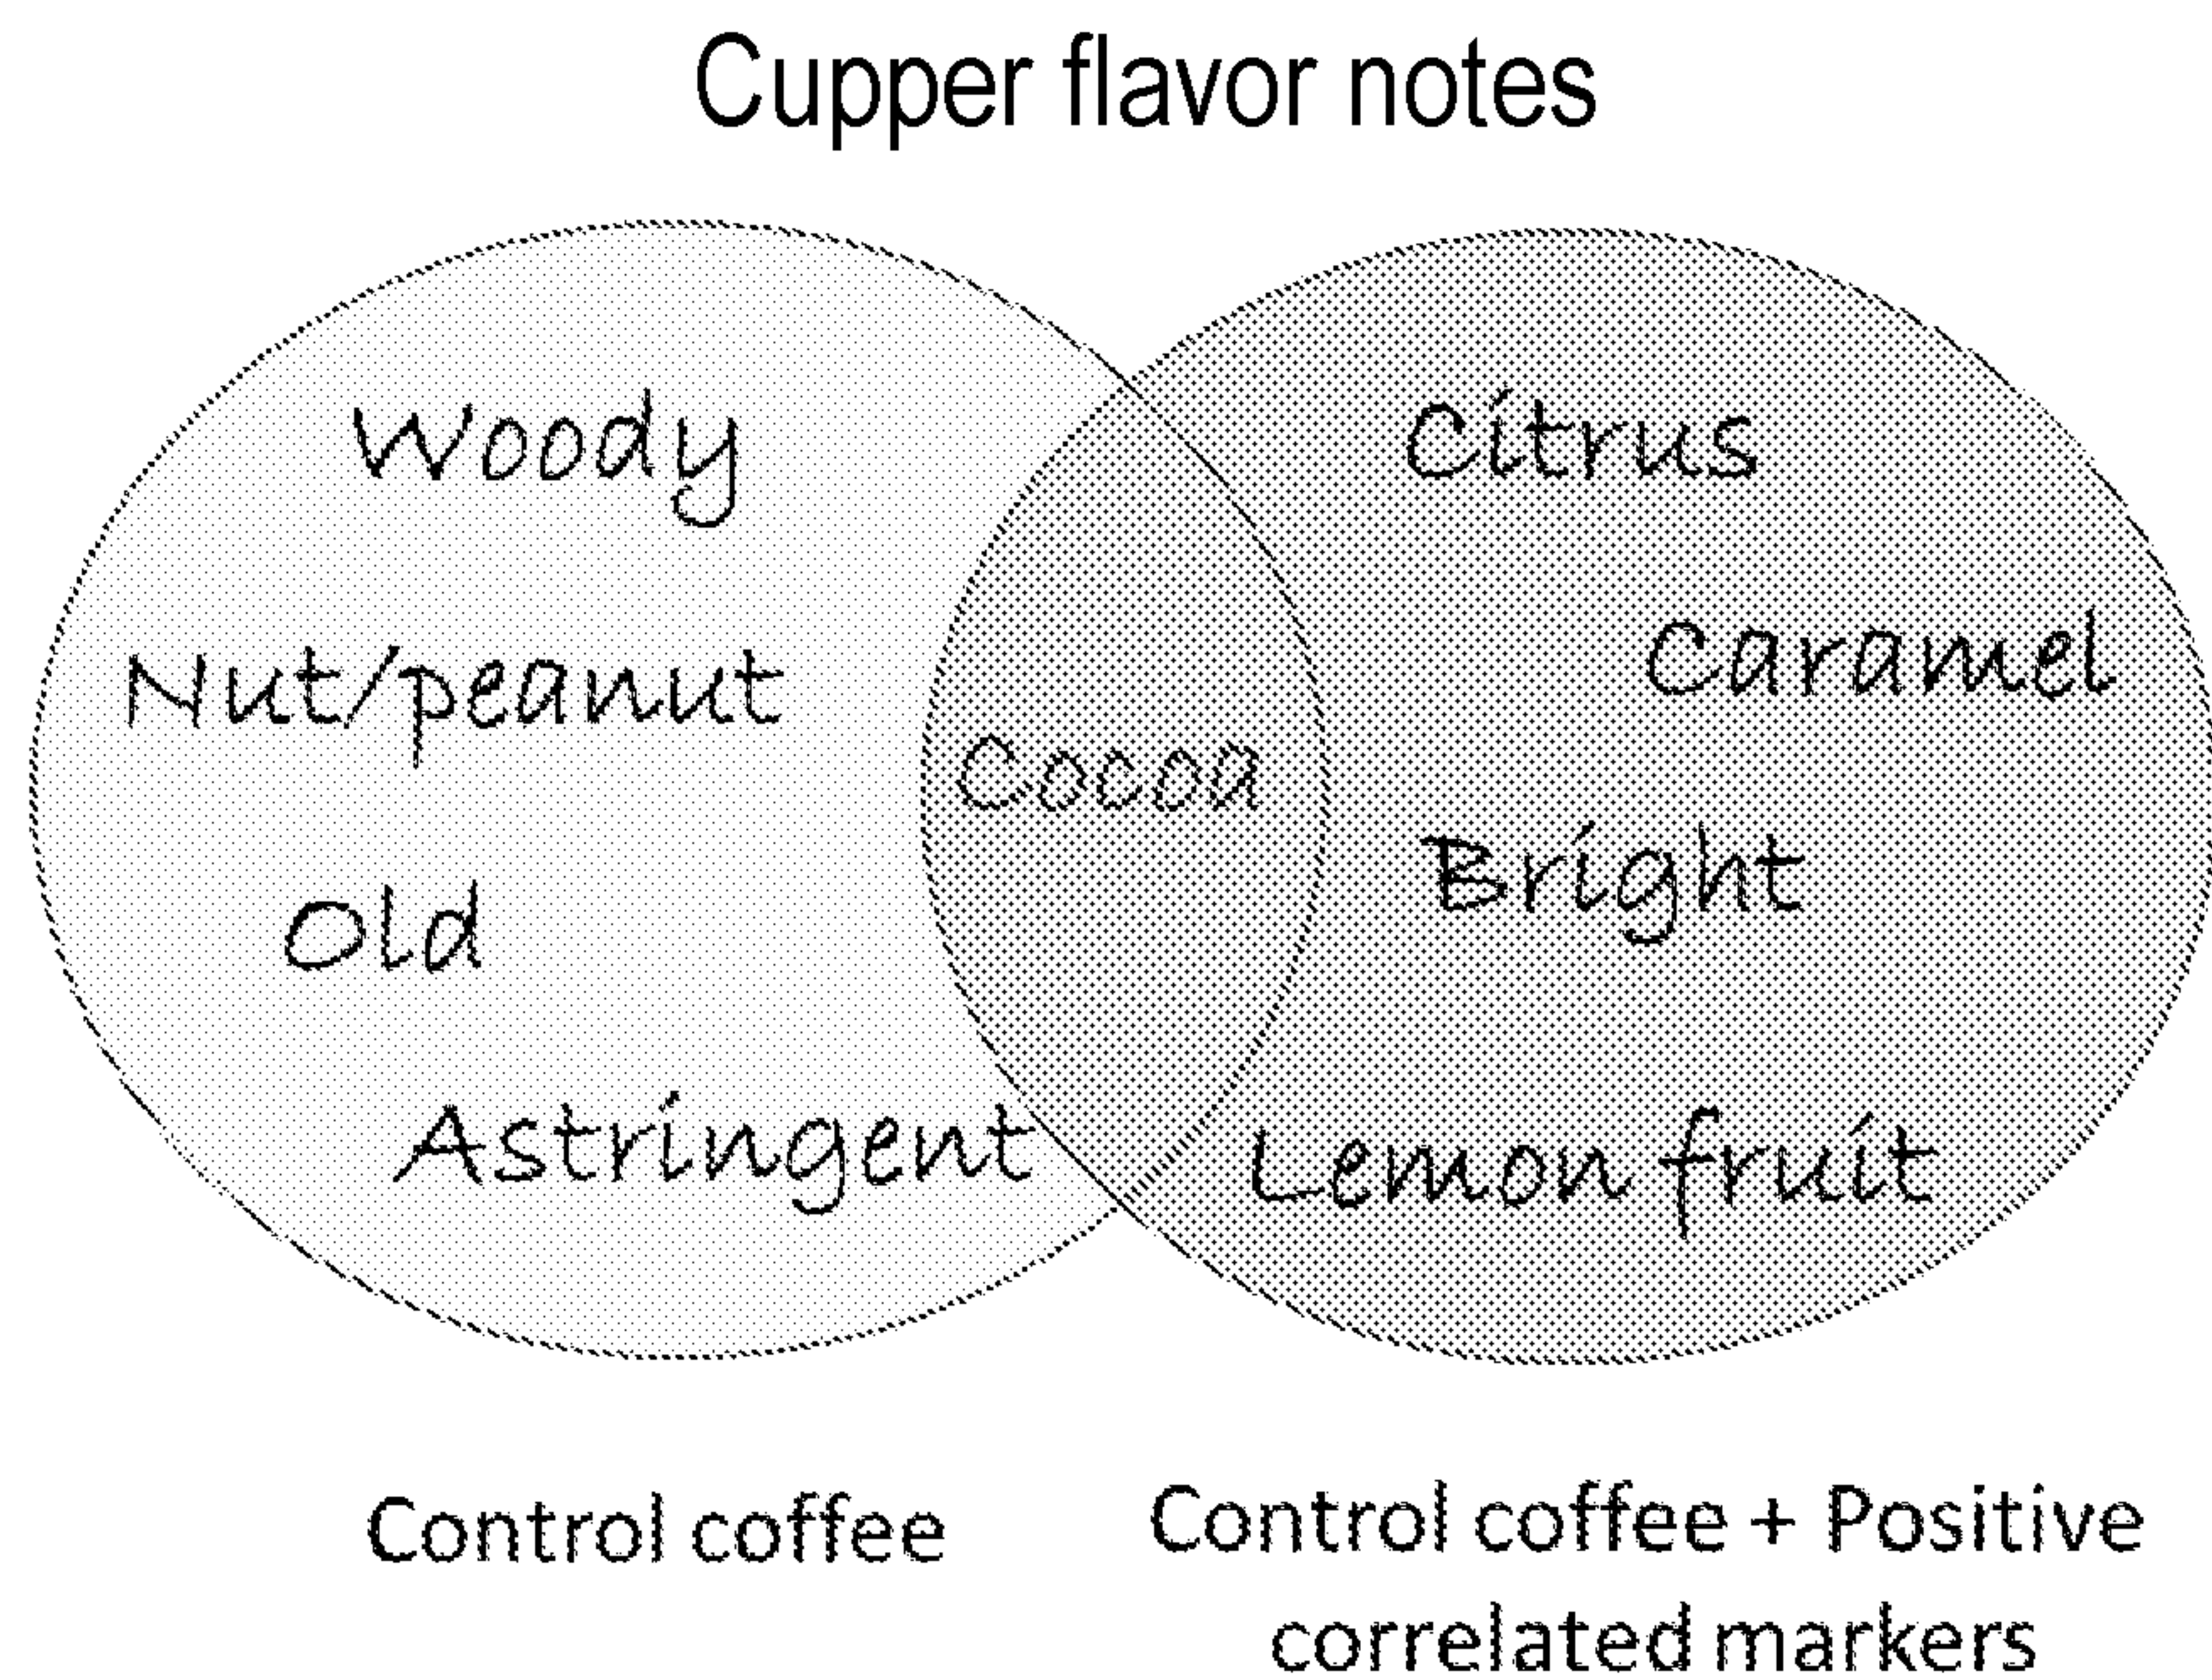 Cupper flavor notes
Woody
Nut/peanut
Old
Astringent
Cocoa
Citrus
Caramel
Bright
Lemon fruit
Control coffee
Control coffee + Positive
correlated markers